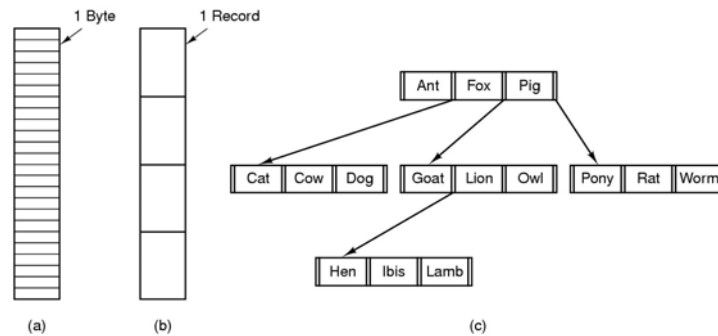 1 Byte
1 Record
Ant Fox Pig
Cat Cow Dog
Goat Lion Owl
Pony Rat Worm
Hen Ibis Lamb
(a)
(b)
(c)